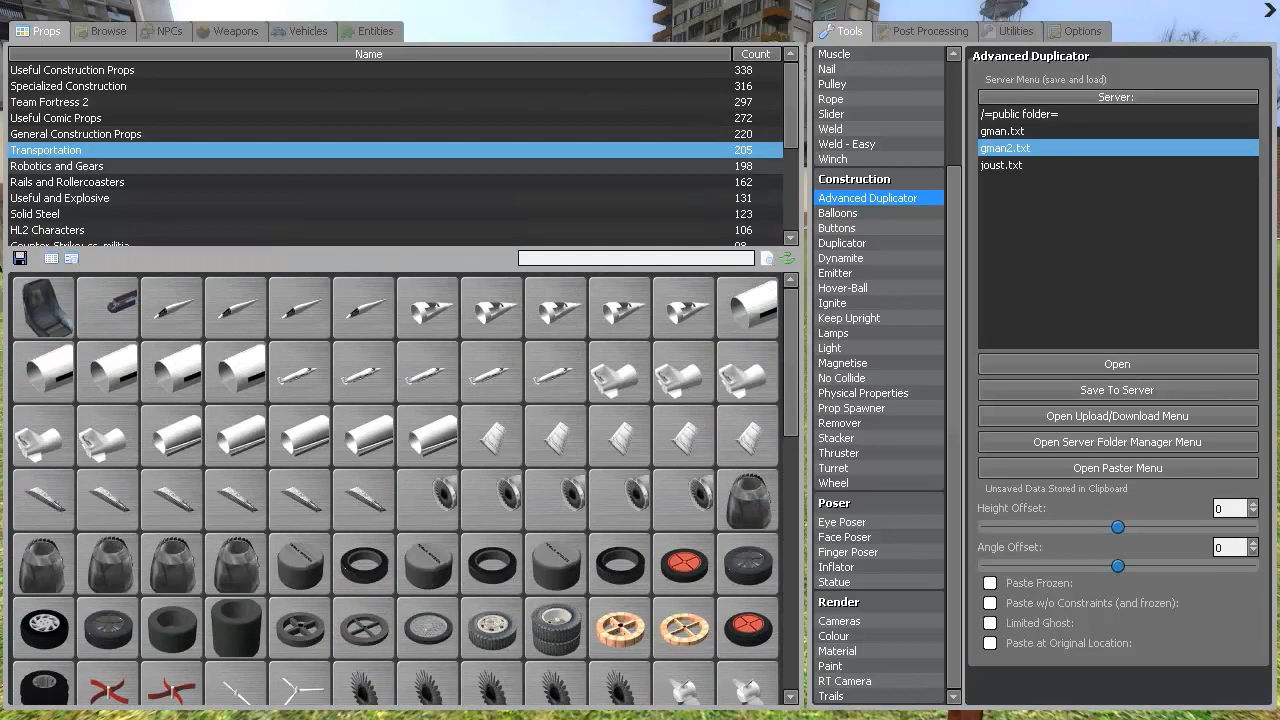 Props
Browse
NPCs
Weapons
Vehicles
Entities
Name
Count
Useful Construction Props 338
Specialized Construction 316
Team Fortress 2 297
Useful Comic Props 272
General Construction Props 220
Transportation 205
Robotics and Gears 198
Rails and Rollercoasters 162
Useful and Explosive 131
Solid Steel 123
HL2 Characters 106
Tools
Post Processing
Utilities
Options
Muscle
Nail
Pulley
Rope
Slider
Weld
Weld - Easy
Winch
Construction
Advanced Duplicator
Balloons
Buttons
Duplicator
Dynamite
Emitter
Hover-Ball
Ignite
Keep Upright
Lamps
Light
Magnetise
No Collide
Physical Properties
Prop Spawner
Remover
Stacker
Thruster
Turret
Wheel
Poser
Eye Poser
Face Poser
Finger Poser
Inflator
Statue
Render
Cameras
Colour
Material
Paint
RT Camera
Trails
Advanced Duplicator
Server Menu (save and load)
Server:
/=public folder=
gman.txt
gman2.txt
joust.txt
Open
Save To Server
Open Upload/Download Menu
Open Server Folder Manager Menu
Open Paster Menu
Unsaved Data Stored in Clipboard
Height Offset: 0
Angle Offset: 0
Paste Frozen:
Paste w/o Constraints (and frozen):
Limited Ghost:
Paste at Original Location: